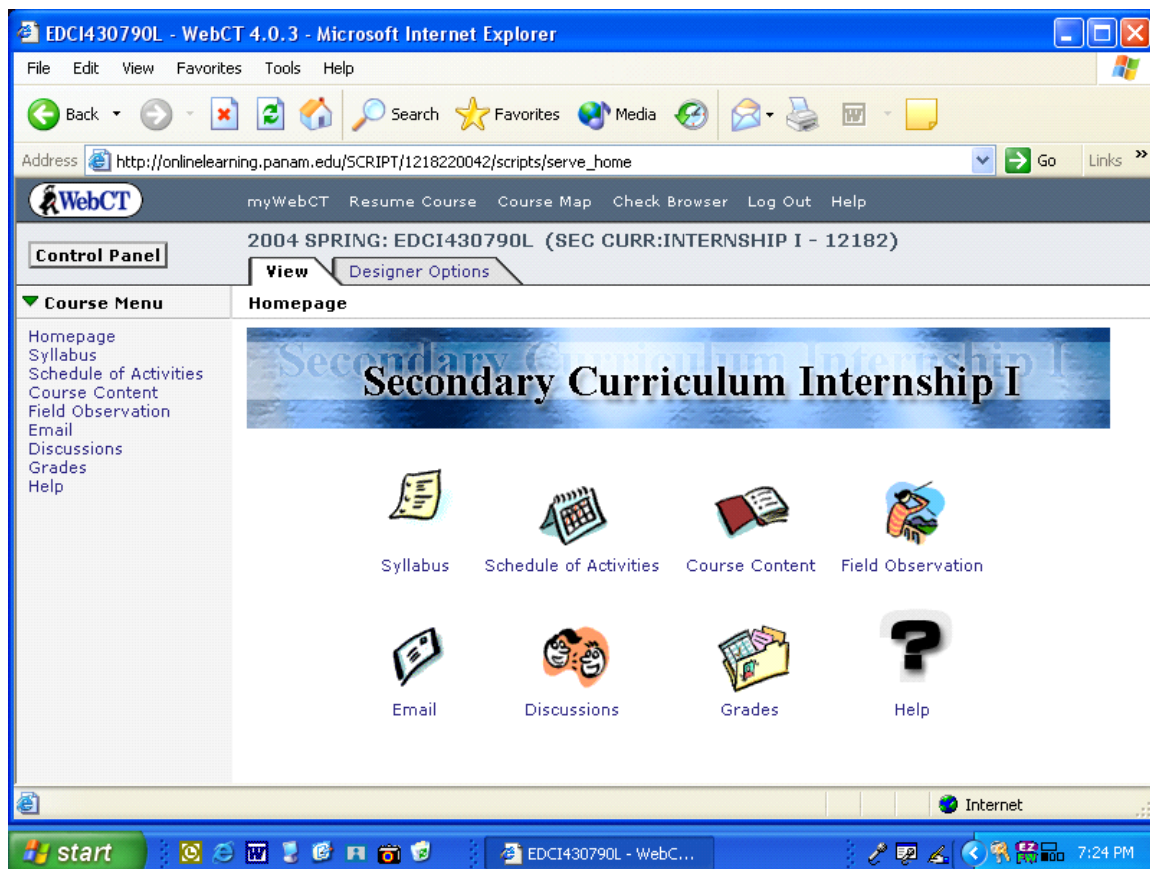 EDCI430790L - WebCT 4.0.3 - Microsoft Internet Explorer
File Edit View Favorites Tools Help
Back Search Favorites Media
Address http://onlinelearning.panam.edu/SCRIPT/1218220042/scripts/serve_home Go Links »
WebCT myWebCT Resume Course Course Map Check Browser Log Out Help
Control Panel
2004 SPRING: EDCI430790L (SEC CURR:INTERNSHIP I - 12182)
View Designer Options
Course Menu
Homepage
Homepage
Syllabus
Schedule of Activities
Course Content
Field Observation
Email
Discussions
Grades
Help
Secondary Curriculum Internship I
Secondary Curriculum Internship I
Syllabus Schedule of Activities Course Content Field Observation
Email Discussions Grades Help
Internet
start EDCI430790L - WebC... 7:24 PM